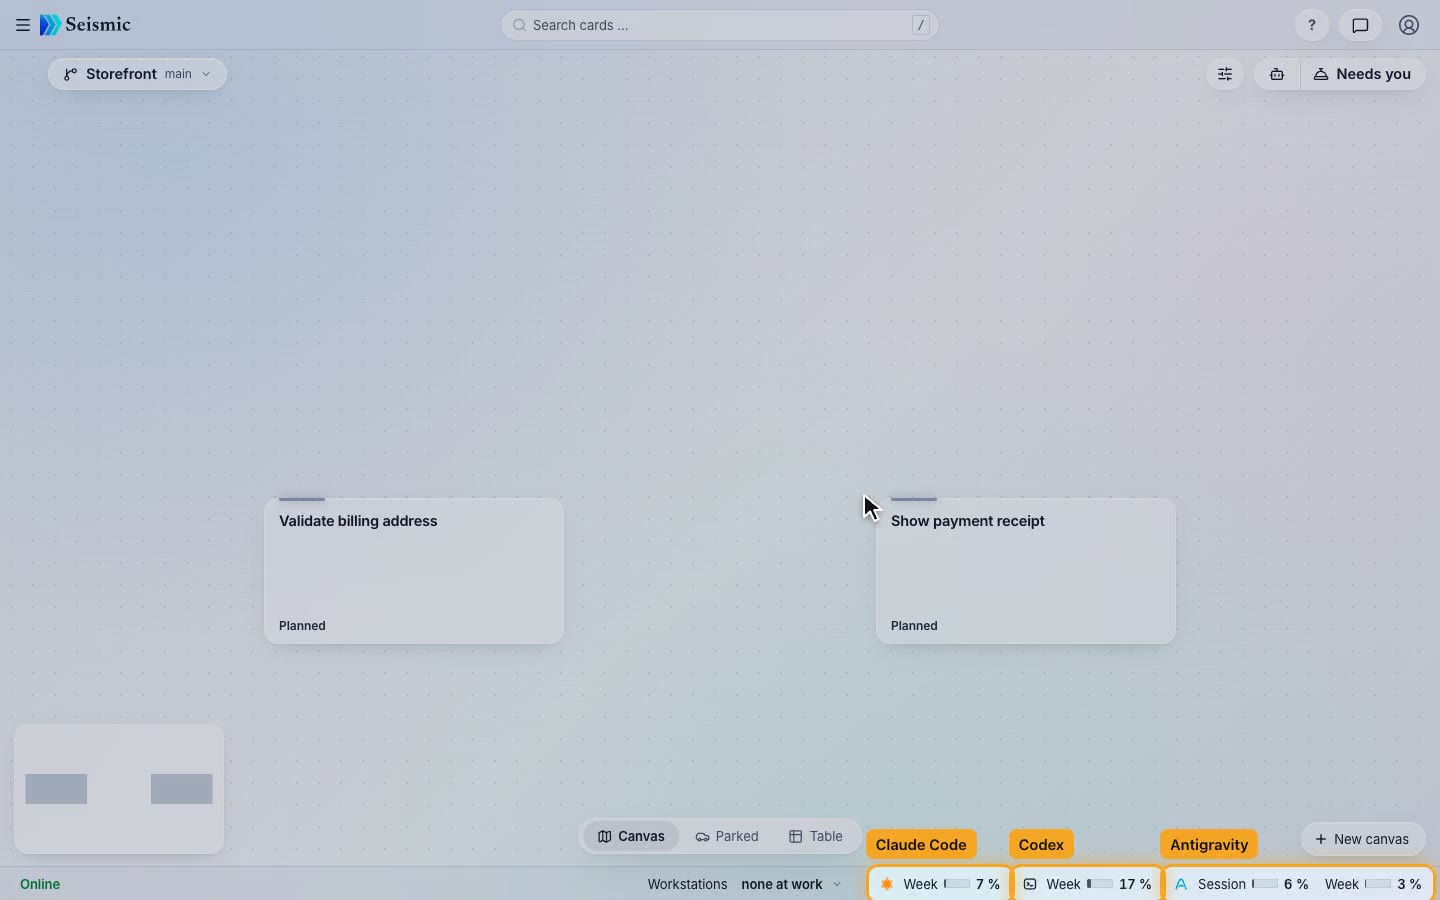 Seismic
Search cards ...
/
?
Storefront main
Needs you
Validate billing address
Planned
Show payment receipt
Planned
Canvas
Parked
Table
Claude Code
Codex
Antigravity
New canvas
Online
Workstations none at work
Week 7 %
Week 17 %
Session 6 %
Week 3 %